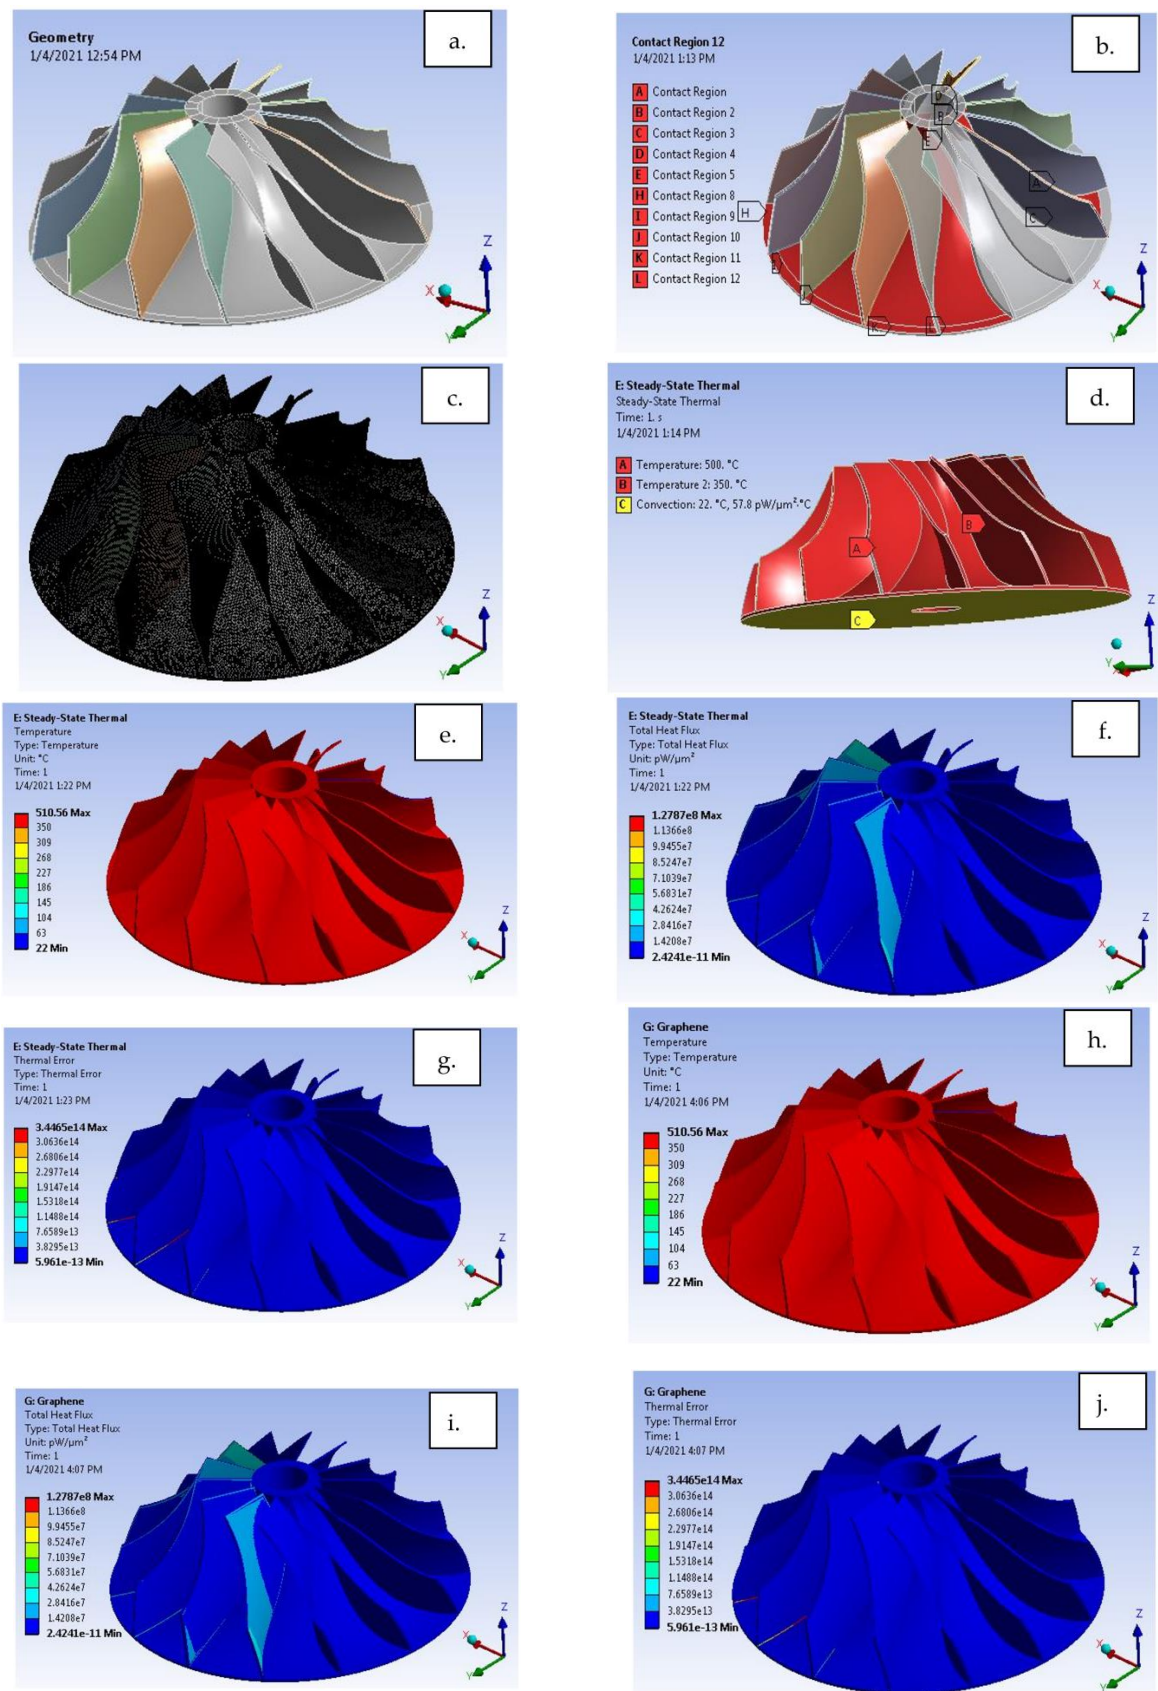 Geometry
1/4/2021 12:54 PM
a.
Z
X
Y
Contact Region 12
1/4/2021 1:13 PM
b.
A Contact Region
B Contact Region 2
C Contact Region 3
D Contact Region 4
E Contact Region 5
H Contact Region 8
I Contact Region 9
J Contact Region 10
K Contact Region 11
L Contact Region 12
D
B
E
A
H
C
J
K
L
Z
X
Y
c.
Z
X
Y
E: Steady-State Thermal
Steady-State Thermal
Time: 1. s
1/4/2021 1:14 PM
d.
A Temperature: 500. °C
B Temperature 2: 350. °C
C Convection: 22. °C, 57.8 pW/µm²·°C
B
A
C
Z
Y
X
E: Steady-State Thermal
Temperature
Type: Temperature
Unit: °C
Time: 1
1/4/2021 1:22 PM
e.
510.56 Max
350
309
268
227
186
145
104
63
22 Min
Z
X
Y
E: Steady-State Thermal
Total Heat Flux
Type: Total Heat Flux
Unit: pW/µm²
Time: 1
1/4/2021 1:22 PM
f.
1.2787e8 Max
1.1366e8
9.9455e7
8.5247e7
7.1039e7
5.6831e7
4.2624e7
2.8416e7
1.4208e7
2.4241e-11 Min
Z
X
Y
E: Steady-State Thermal
Thermal Error
Type: Thermal Error
Time: 1
1/4/2021 1:23 PM
g.
3.4465e14 Max
3.0636e14
2.6806e14
2.2977e14
1.9147e14
1.5318e14
1.1488e14
7.6589e13
3.8295e13
5.961e-13 Min
Z
X
Y
G: Graphene
Temperature
Type: Temperature
Unit: °C
Time: 1
1/4/2021 4:06 PM
h.
510.56 Max
350
309
268
227
186
145
104
63
22 Min
Z
X
Y
G: Graphene
Total Heat Flux
Type: Total Heat Flux
Unit: pW/µm²
Time: 1
1/4/2021 4:07 PM
i.
1.2787e8 Max
1.1366e8
9.9455e7
8.5247e7
7.1039e7
5.6831e7
4.2624e7
2.8416e7
1.4208e7
2.4241e-11 Min
Z
X
Y
G: Graphene
Thermal Error
Type: Thermal Error
Time: 1
1/4/2021 4:07 PM
j.
3.4465e14 Max
3.0636e14
2.6806e14
2.2977e14
1.9147e14
1.5318e14
1.1488e14
7.6589e13
3.8295e13
5.961e-13 Min
Z
X
Y